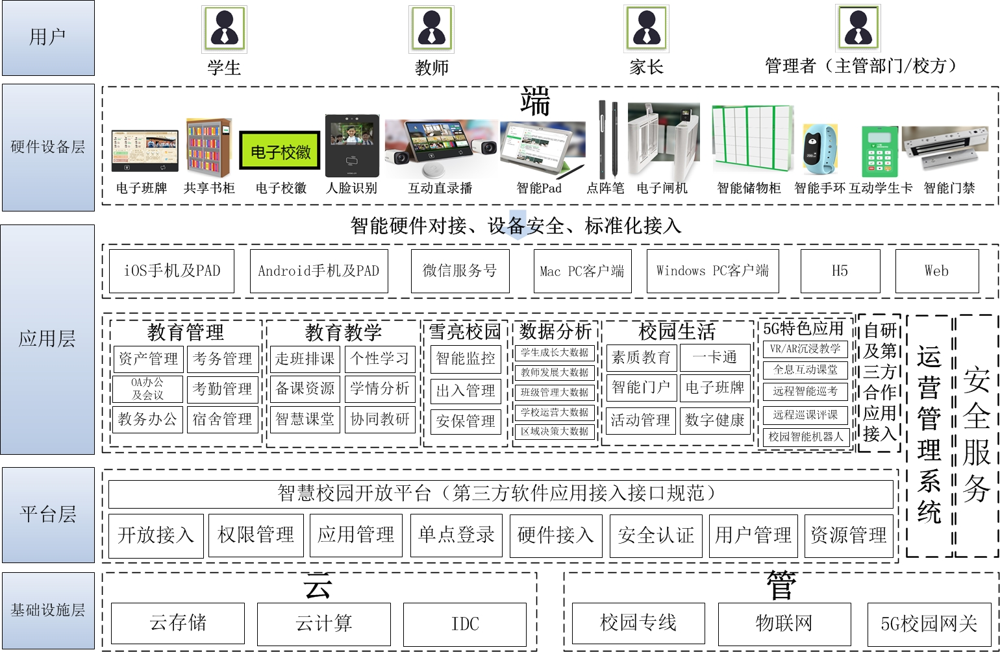 用户
学生
教师
家长
管理者（主管部门/校方）
硬件设备层
端
电子校徽
电子班牌
共享书柜
电子校徽
人脸识别
互动直录播
智能Pad
点阵笔
电子闸机
智能储物柜
智能手环
互动学生卡
智能门禁
智能硬件对接、设备安全、标准化接入
应用层
iOS手机及PAD
Android手机及PAD
微信服务号
Mac PC客户端
Windows PC客户端
H5
Web
教育管理
资产管理
考务管理
OA办公
及会议
考勤管理
教务办公
宿舍管理
教育教学
走班排课
个性学习
备课资源
学情分析
智慧课堂
协同教研
雪亮校园
智能监控
出入管理
安保管理
数据分析
学生成长大数据
教师发展大数据
班级管理大数据
学校运营大数据
区域决策大数据
校园生活
素质教育
一卡通
智能门户
电子班牌
活动管理
数字健康
5G特色应用
VR/AR沉浸教学
全息互动课堂
远程智能巡考
远程巡课评课
校园智能机器人
自研
及第
三方
合作
应用
接入
运营管理系统
安全服务
平台层
智慧校园开放平台（第三方软件应用接入接口规范）
开放接入
权限管理
应用管理
单点登录
硬件接入
安全认证
用户管理
资源管理
基础设施层
云
云存储
云计算
IDC
管
校园专线
物联网
5G校园网关